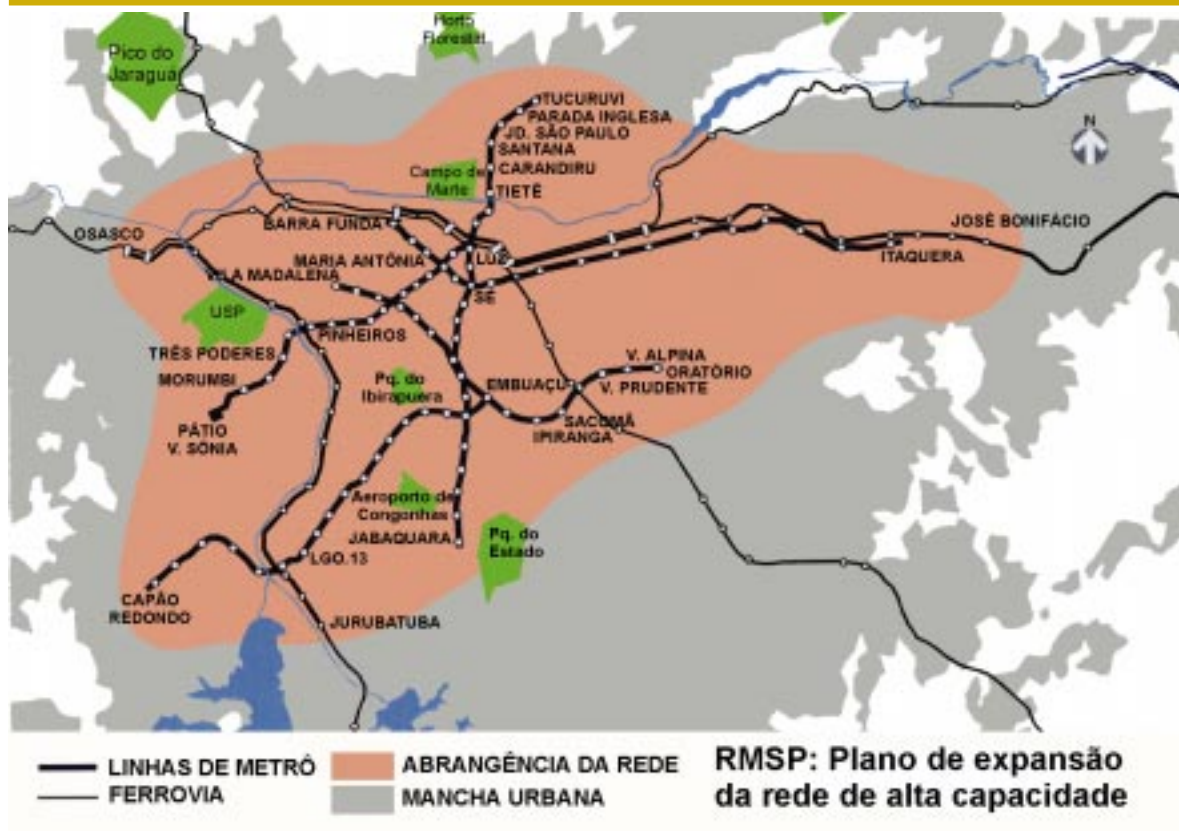 Horto
Florestal
Pico do
Jaragua
TUCURUVI
PARADA INGLESA
JD. SÃO PAULO
SANTANA
CARANDIRU
Campo de
Marte
TIETÊ
N
OSASCO
BARRA FUNDA
JOSÉ BONIFÁCIO
MARIA ANTÔNIA
LUZ
ITAQUERA
VILA MADALENA
SÉ
USP
PINHEIROS
TRÊS PODERES
MORUMBI
V. ALPINA
ORATÓRIO
EMBUAÇU
V. PRUDENTE
Pq. do
Ibirapuera
SACOMÃ
IPIRANGA
PÁTIO
V. SÔNIA
Aeroporto de
Congonhas
JABAQUARA
Pq. do
Estado
LGO.13
CAPÃO
REDONDO
JURUBATUBA
LINHAS DE METRÔ
FERROVIA
ABRANGÊNCIA DA REDE
MANCHA URBANA
RMSP: Plano de expansão
da rede de alta capacidade